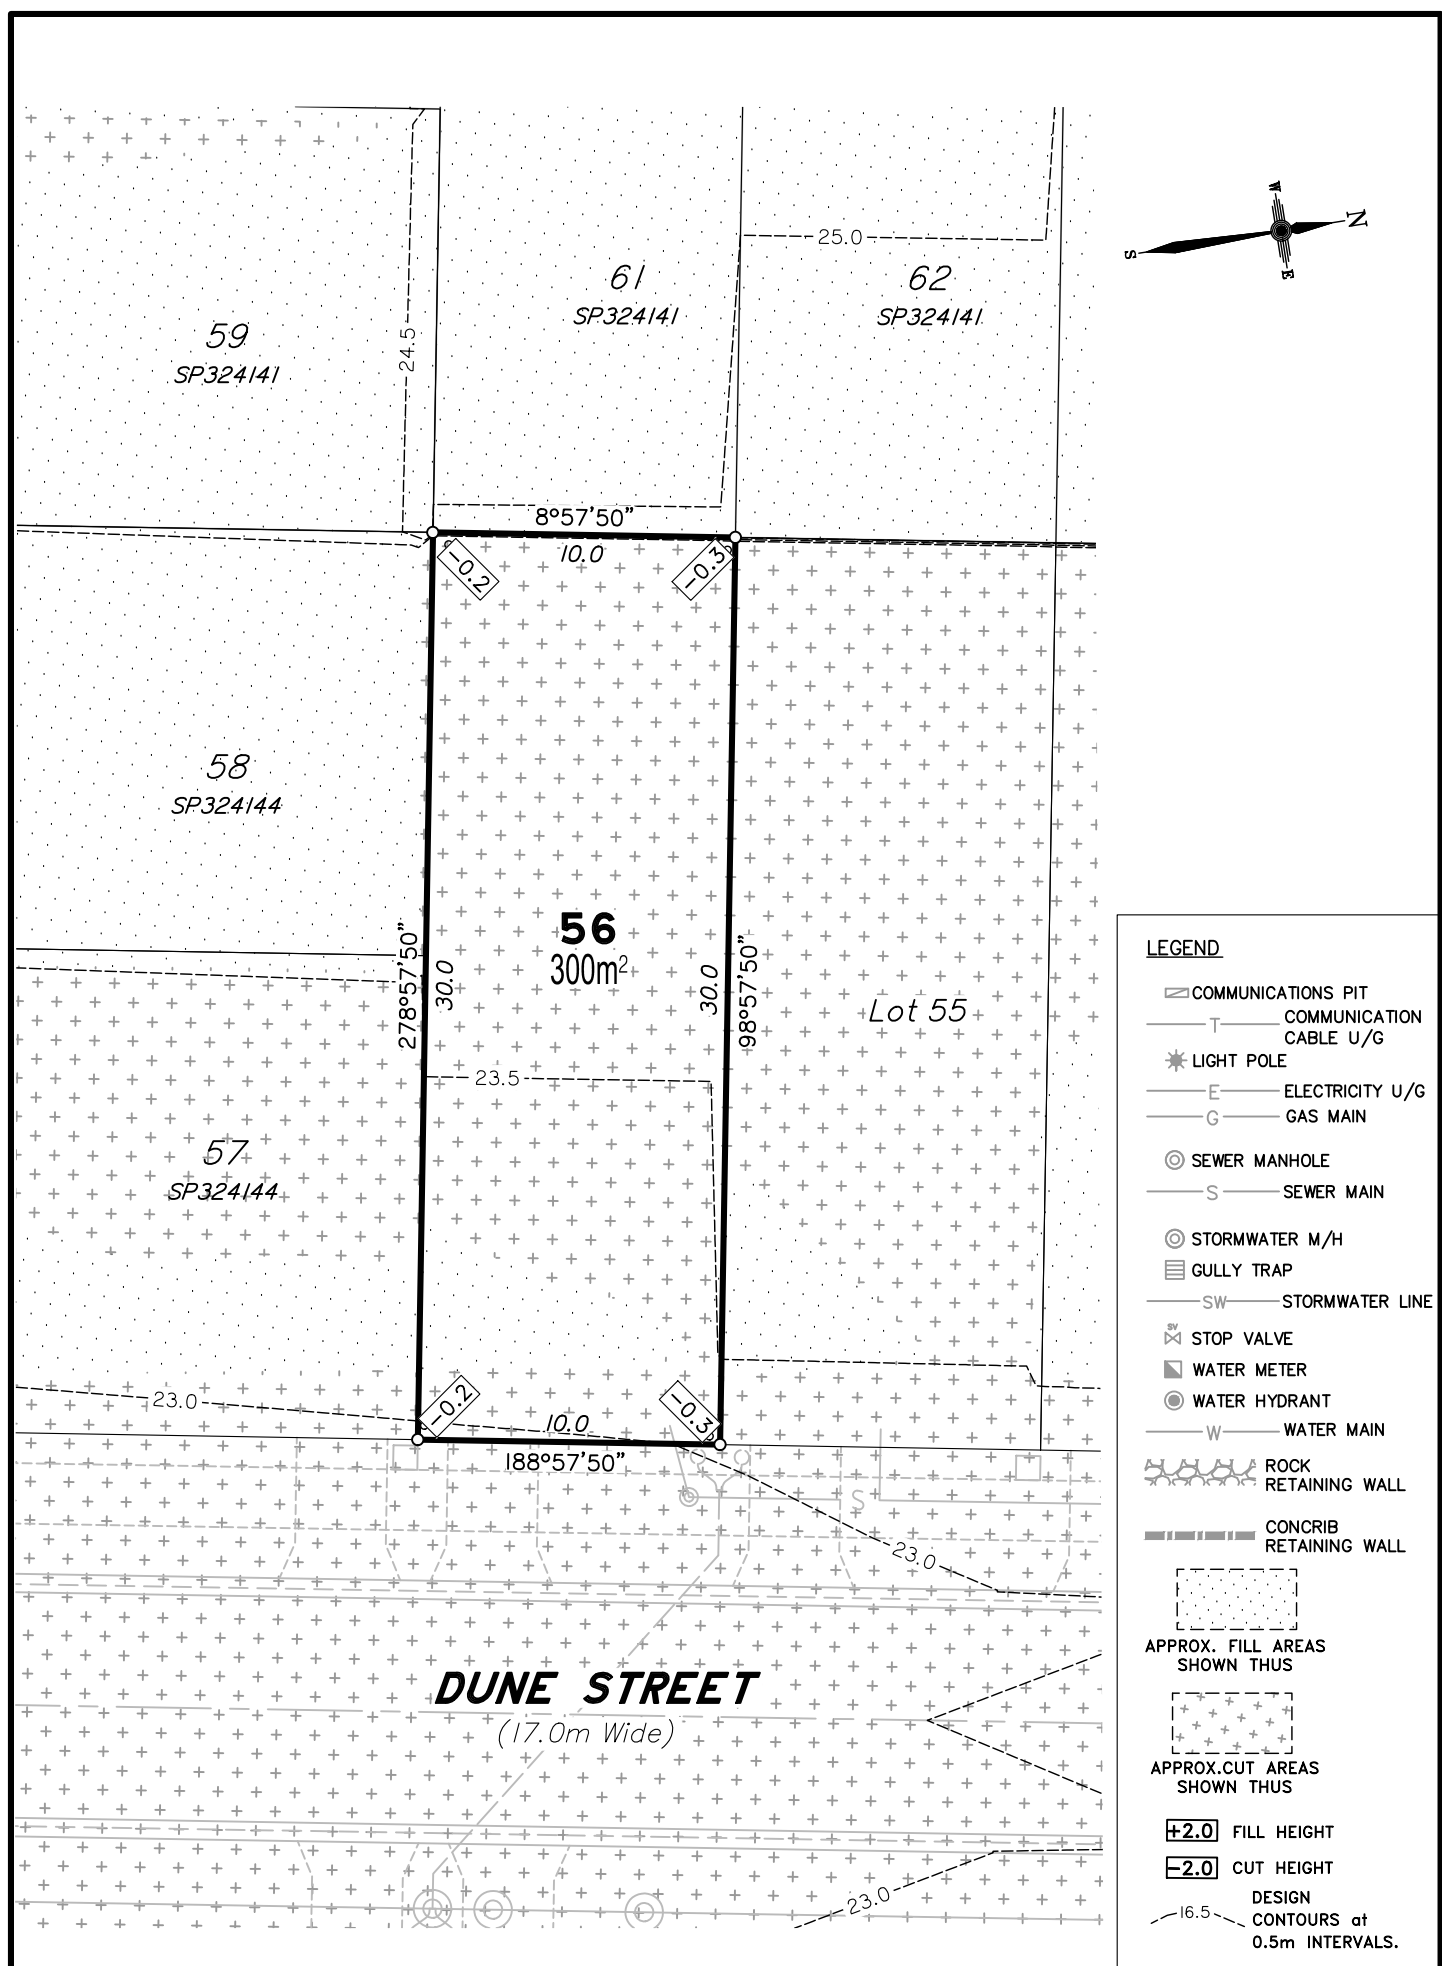 W
N
S
E
25.0
61
SP324141
62
SP324141
59
SP324141
24.5
8°57'50"
10.0
-0.2
-0.3
58
SP324144
56
300m²
278°57'50"
30.0
30.0
98°57'50"
Lot 55
23.5
57
SP324144
23.0
-0.2
-0.3
10.0
188°57'50"
S
23.0
DUNE STREET
(17.0m Wide)
23.0
LEGEND
COMMUNICATIONS PIT
T COMMUNICATION
CABLE U/G
LIGHT POLE
E ELECTRICITY U/G
G GAS MAIN
SEWER MANHOLE
S SEWER MAIN
STORMWATER M/H
GULLY TRAP
SW STORMWATER LINE
SV
STOP VALVE
WATER METER
WATER HYDRANT
W WATER MAIN
ROCK
RETAINING WALL
CONCRIB
RETAINING WALL
APPROX. FILL AREAS
SHOWN THUS
APPROX.CUT AREAS
SHOWN THUS
+2.0 FILL HEIGHT
-2.0 CUT HEIGHT
DESIGN
16.5 CONTOURS at
0.5m INTERVALS.